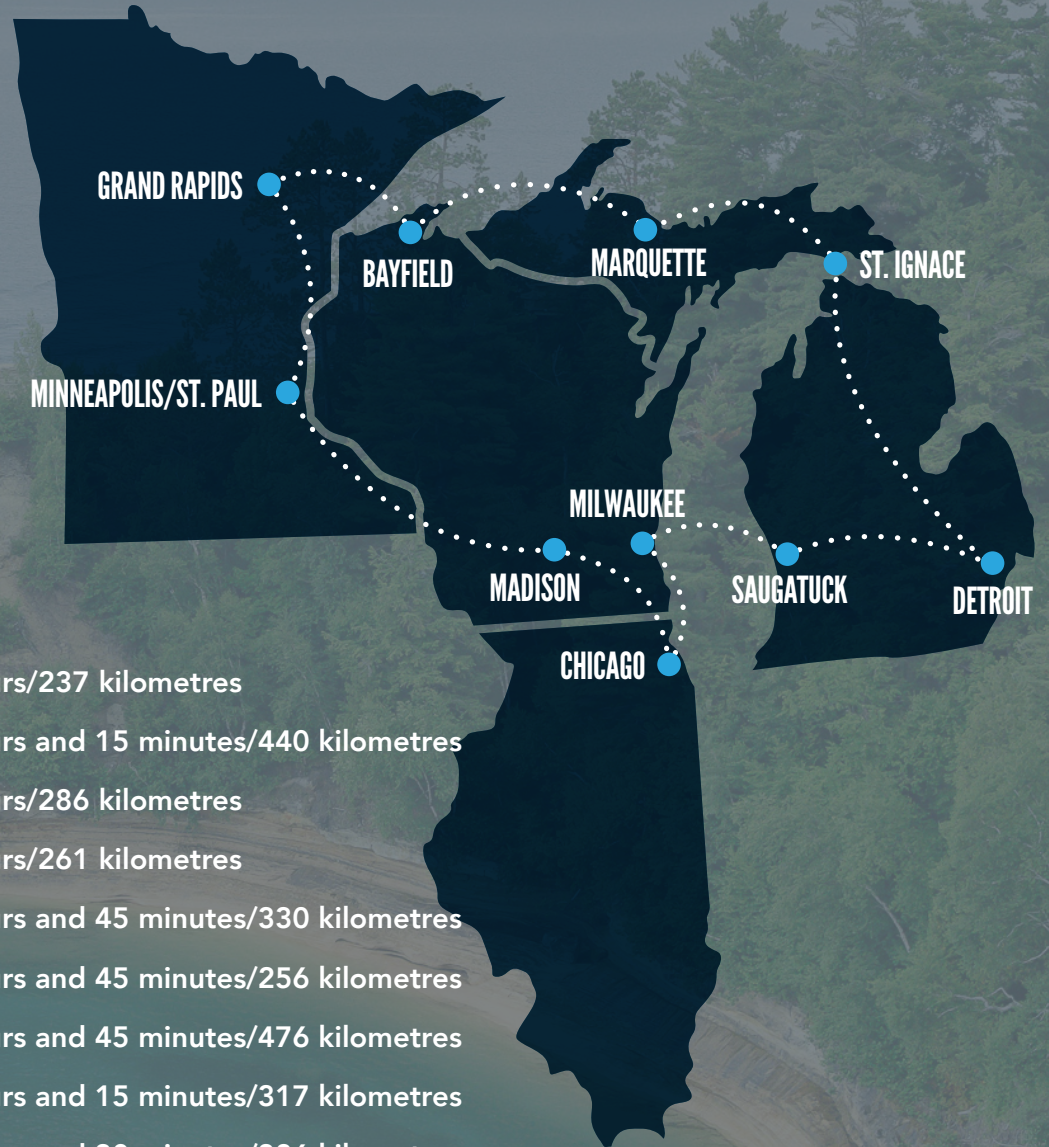 GRAND RAPIDS
BAYFIELD
MARQUETTE
ST. IGNACE
MINNEAPOLIS/ST. PAUL
MILWAUKEE
MADISON
SAUGATUCK
DETROIT
CHICAGO
rs/237 kilometres
rs and 15 minutes/440 kilometres
rs/286 kilometres
rs/261 kilometres
rs and 45 minutes/330 kilometres
rs and 45 minutes/256 kilometres
rs and 45 minutes/476 kilometres
rs and 15 minutes/317 kilometres